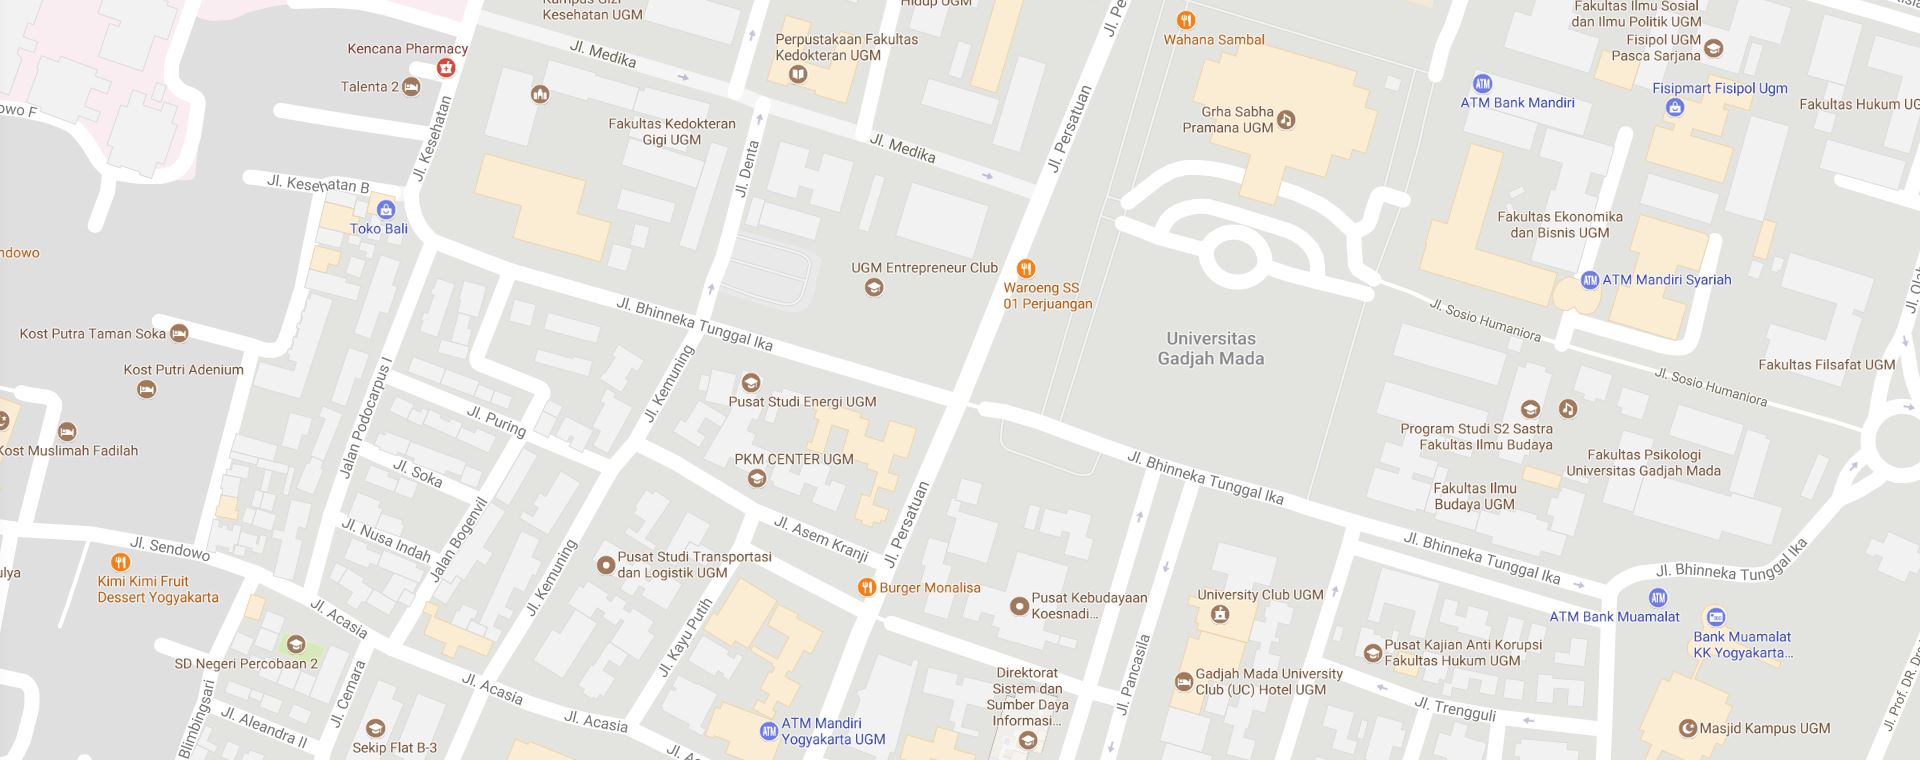 Kampus Gizi
Kesehatan UGM
Hidup UGM
Jl. Pe
Wahana Sambal
Fakultas Ilmu Sosial
dan Ilmu Politik UGM
Fisipol UGM
Pasca Sarjana
Kencana Pharmacy
Talenta 2
Jl. Medika
Perpustakaan Fakultas
Kedokteran UGM
ATM Bank Mandiri
Fisipmart Fisipol Ugm
Fakultas Hukum UG
owo F
Jl. Kesehatan
Fakultas Kedokteran
Gigi UGM
Jl. Denta
Jl. Medika
Jl. Persatuan
Grha Sabha
Pramana UGM
Jl. Kesehatan B
Toko Bali
Fakultas Ekonomika
dan Bisnis UGM
ndowo
UGM Entrepreneur Club
Waroeng SS
01 Perjuangan
ATM Mandiri Syariah
Jl. Bhinneka Tunggal Ika
Jl. Sosio Humaniora
Kost Putra Taman Soka
Kost Putri Adenium
Universitas
Gadjah Mada
Fakultas Filsafat UGM
Jl. Sosio Humaniora
Jalan Podocarpus I
Jl. Kemuning
Pusat Studi Energi UGM
Jl. Puring
Program Studi S2 Sastra
Fakultas Ilmu Budaya
Kost Muslimah Fadilah
Jl. Soka
PKM CENTER UGM
Jl. Bhinneka Tunggal Ika
Fakultas Psikologi
Universitas Gadjah Mada
Fakultas Ilmu
Budaya UGM
Jl. Sendowo
Jl. Nusa Indah
Jalan Bogenvil
Jl. Asem Kranji
Jl. Persatuan
Jl. Bhinneka Tunggal Ika
Jl. Bhinneka Tunggal Ika
ulya
Kimi Kimi Fruit
Dessert Yogyakarta
Jl. Kemuning
Pusat Studi Transportasi
dan Logistik UGM
Burger Monalisa
Pusat Kebudayaan
Koesnadi...
University Club UGM
ATM Bank Muamalat
Bank Muamalat
KK Yogyakarta...
Jl. Acasia
Jl. Kayu Putih
SD Negeri Percobaan 2
Pusat Kajian Anti Korupsi
Fakultas Hukum UGM
Jl. Pancasila
Direktorat
Sistem dan
Sumber Daya
Informasi...
Gadjah Mada University
Club (UC) Hotel UGM
Jl. Trengguli
Jl. Acasia
Jl. Cemara
Jl. Acasia
Blimbingsari
Jl. Aleandra II
Sekip Flat B-3
ATM Mandiri
Yogyakarta UGM
Masjid Kampus UGM
Jl. Prof. DR. Dr